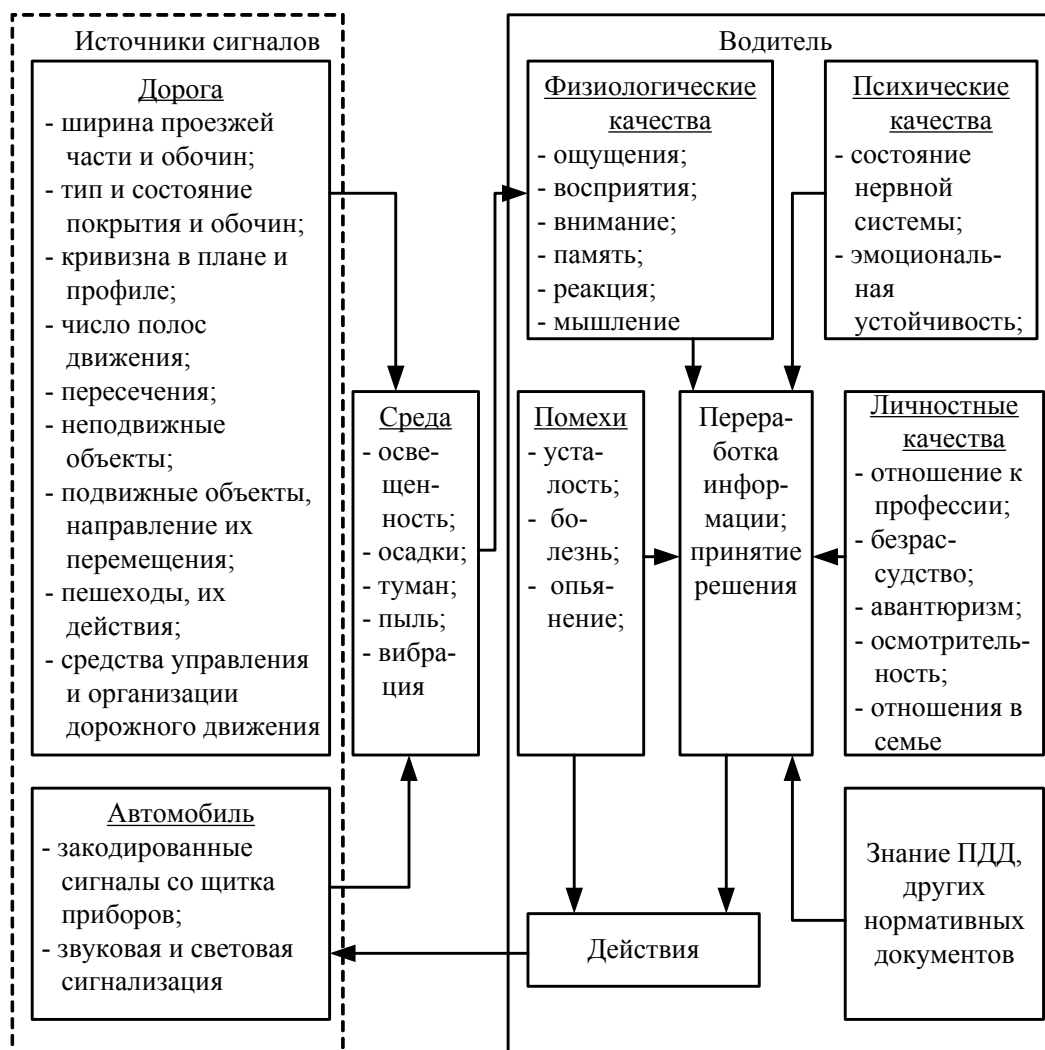 Источники сигналов
Дорога
- ширина проезжей
части и обочин;
- тип и состояние
покрытия и обочин;
- кривизна в плане и
профиле;
- число полос
движения;
- пересечения;
- неподвижные
объекты;
- подвижные объекты,
направление их
перемещения;
- пешеходы, их
действия;
- средства управления
и организации
дорожного движения
Автомобиль
- закодированные
сигналы со щитка
приборов;
- звуковая и световая
сигнализация
Среда
- осве-
щен-
ность;
- осадки;
- туман;
- пыль;
- вибра-
ция
Водитель
Физиологические
качества
- ощущения;
- восприятия;
- внимание;
- память;
- реакция;
- мышление
Психические
качества
- состояние
нервной
системы;
- эмоциональ-
ная
устойчивость;
Помехи
- уста-
лость;
- бо-
лезнь;
- опья-
нение;
Перера-
ботка
инфор-
мации;
принятие
решения
Личностные
качества
- отношение к
профессии;
- безрас-
судство;
- авантюризм;
- осмотритель-
ность;
- отношения в
семье
Действия
Знание ПДД,
других
нормативных
документов